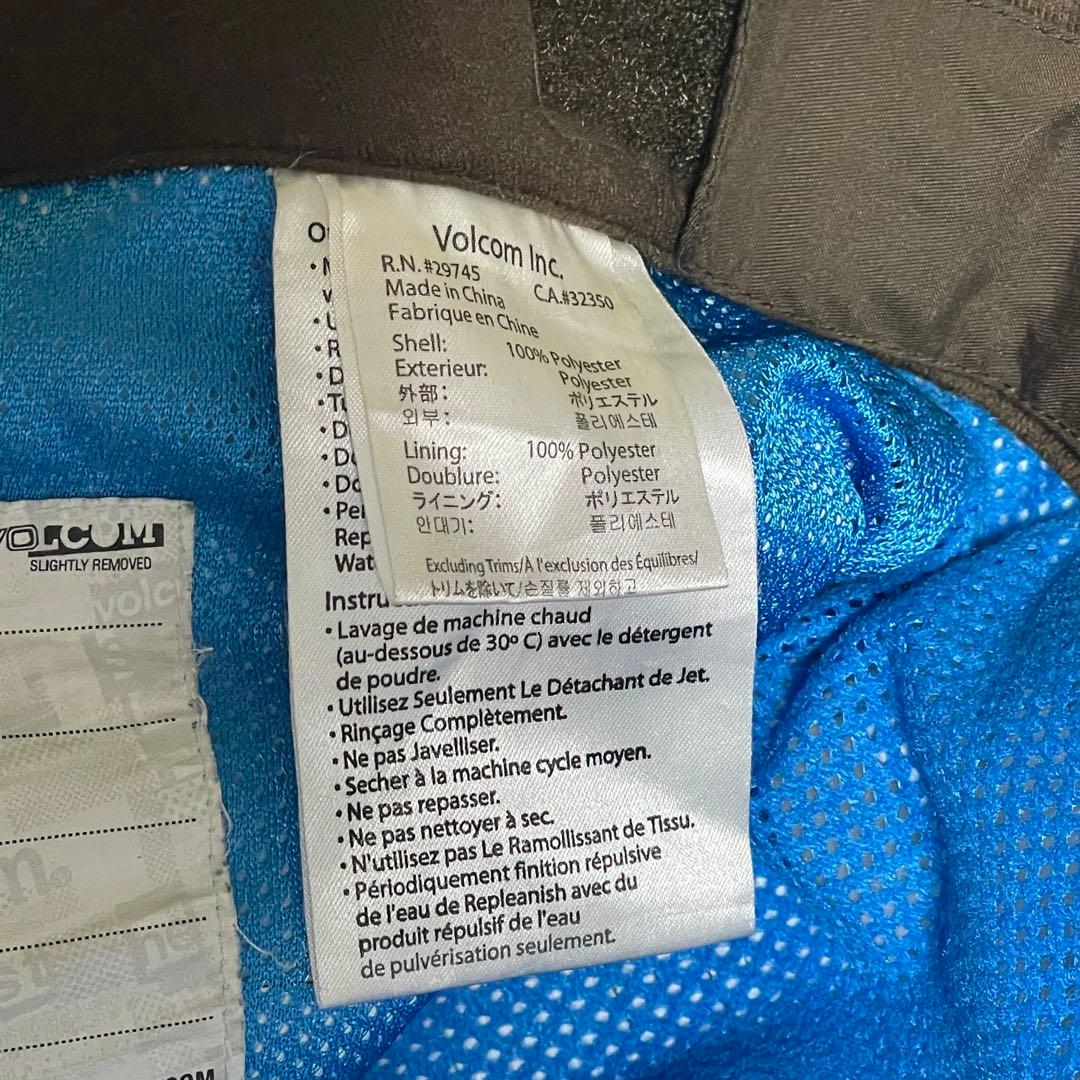 Volcom Inc.
R.N.#29745 C.A.#32350
Made in China
Fabrique en Chine
Shell: 100% Polyester
Exterieur: Polyester
外部: ポリエステル
외부: 폴리에스테
Lining: 100% Polyester
Doublure: Polyester
ライニング: ポリエステル
안대기: 폴리에스테
Excluding Trims/À l'exclusion des Équilibres/
トリムを除いて/손질를 제외하고
Lavage de machine chaud
(au-dessous de 30º C) avec le détergent
de poudre.
• Utilisez Seulement Le Détachant de Jet.
• Rinçage Complètement.
• Ne pas Javelliser.
• Secher à la machine cycle moyen.
• Ne pas repasser.
• Ne pas nettoyer à sec.
• N'utilisez pas Le Ramollissant de Tissu.
• Périodiquement finition répulsive
de l'eau de Repleanish avec du
produit répulsif de l'eau
de pulvérisation seulement.
VOLCOM
SLIGHTLY REMOVED